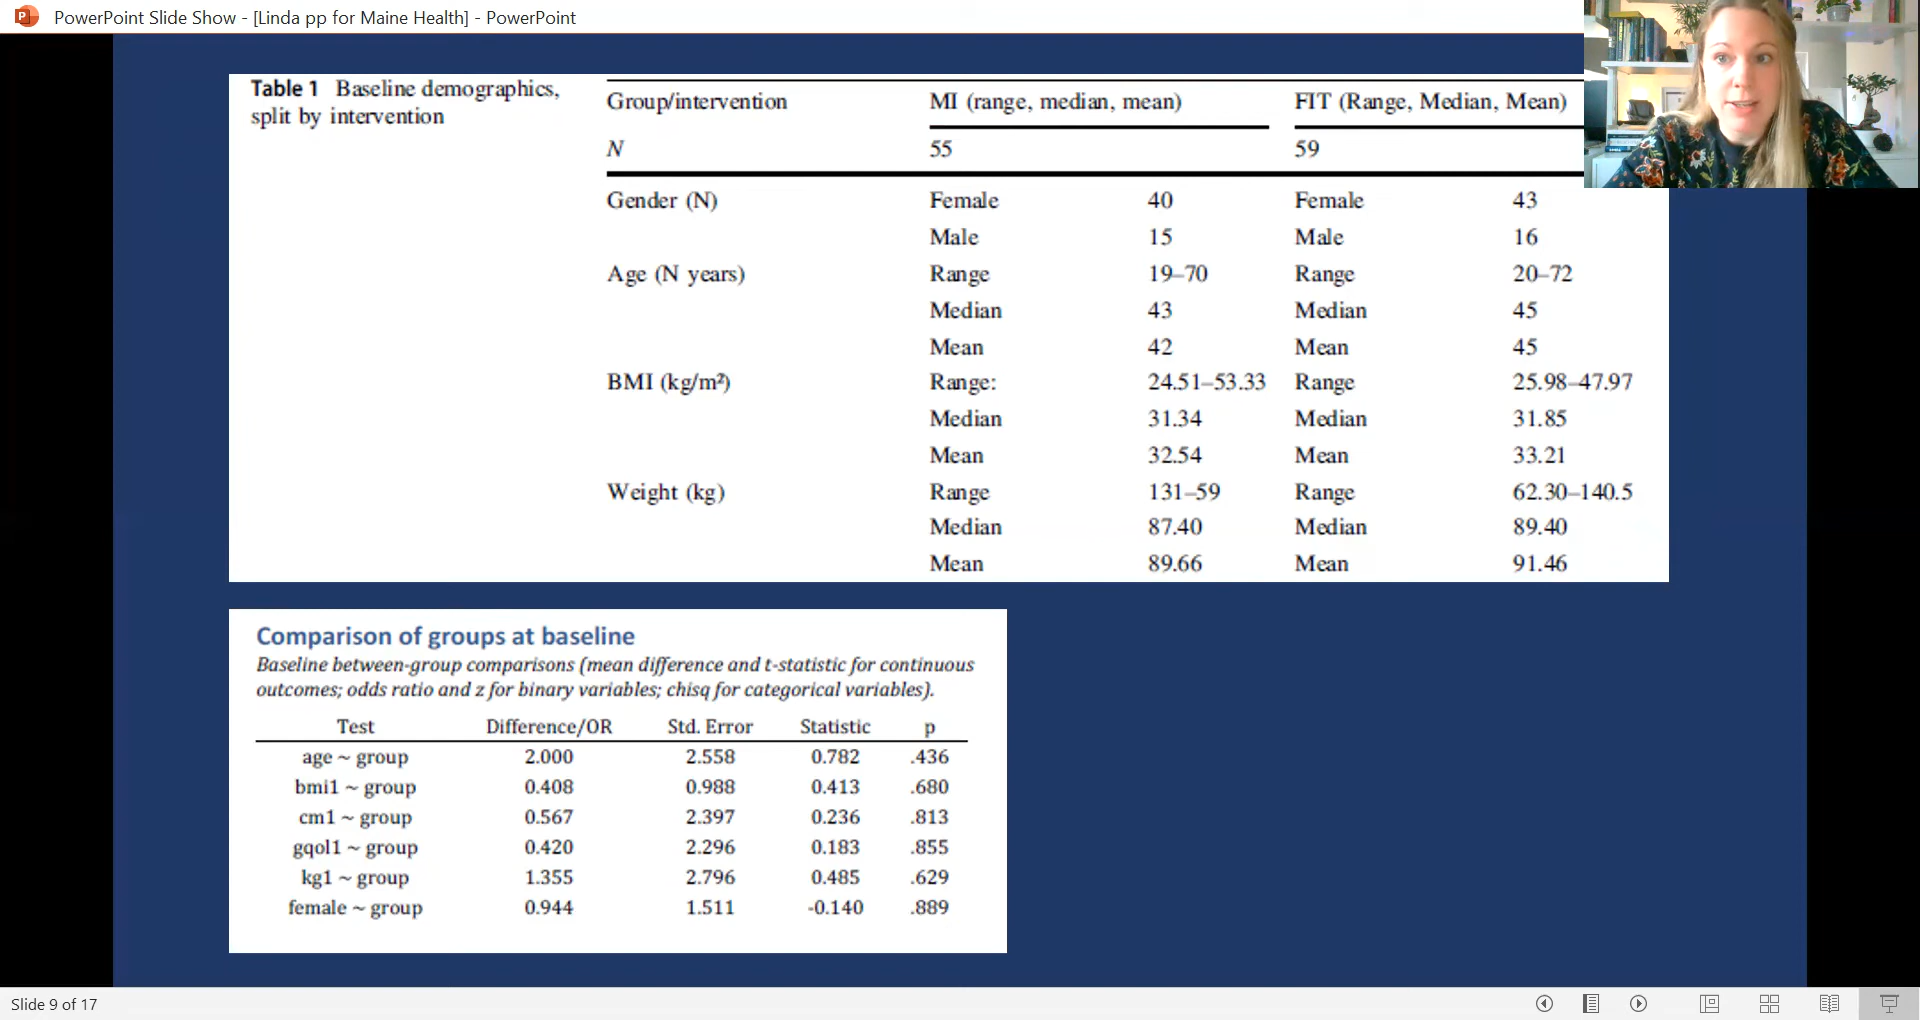 PowerPoint Slide Show - [Linda pp for Maine Health] - PowerPoint
Table 1 Baseline demographics,
split by intervention
Group/intervention MI (range, median, mean) FIT (Range, Median, Mean)
N 55 59
Gender (N) Female 40 Female 43
Male 15 Male 16
Age (N years) Range 19–70 Range 20–72
Median 43 Median 45
Mean 42 Mean 45
BMI (kg/m²) Range: 24.51–53.33 Range 25.98–47.97
Median 31.34 Median 31.85
Mean 32.54 Mean 33.21
Weight (kg) Range 131–59 Range 62.30–140.5
Median 87.40 Median 89.40
Mean 89.66 Mean 91.46
Comparison of groups at baseline
Baseline between-group comparisons (mean difference and t-statistic for continuous
outcomes; odds ratio and z for binary variables; chisq for categorical variables).
Test Difference/OR Std. Error Statistic p
age ~ group 2.000 2.558 0.782 .436
bmi1 ~ group 0.408 0.988 0.413 .680
cm1 ~ group 0.567 2.397 0.236 .813
gqol1 ~ group 0.420 2.296 0.183 .855
kg1 ~ group 1.355 2.796 0.485 .629
female ~ group 0.944 1.511 -0.140 .889
Slide 9 of 17